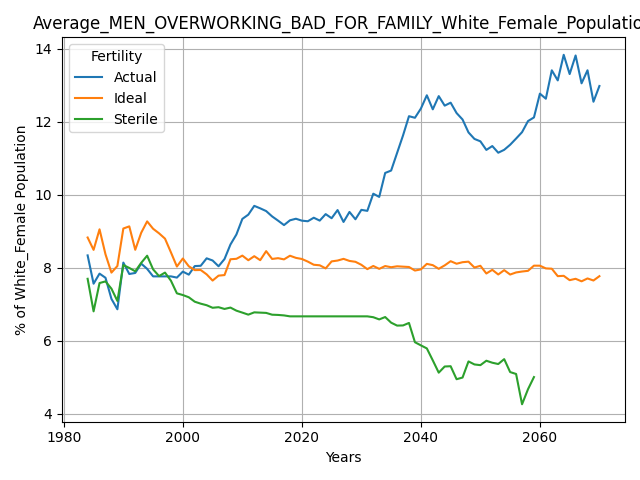 Average_MEN_OVERWORKING_BAD_FOR_FAMILY_White_Female_Populatio
Fertility
Actual
Ideal
Sterile
% of White_Female Population
14
12
10
8
6
4
1980 2000 2020 2040 2060
Years